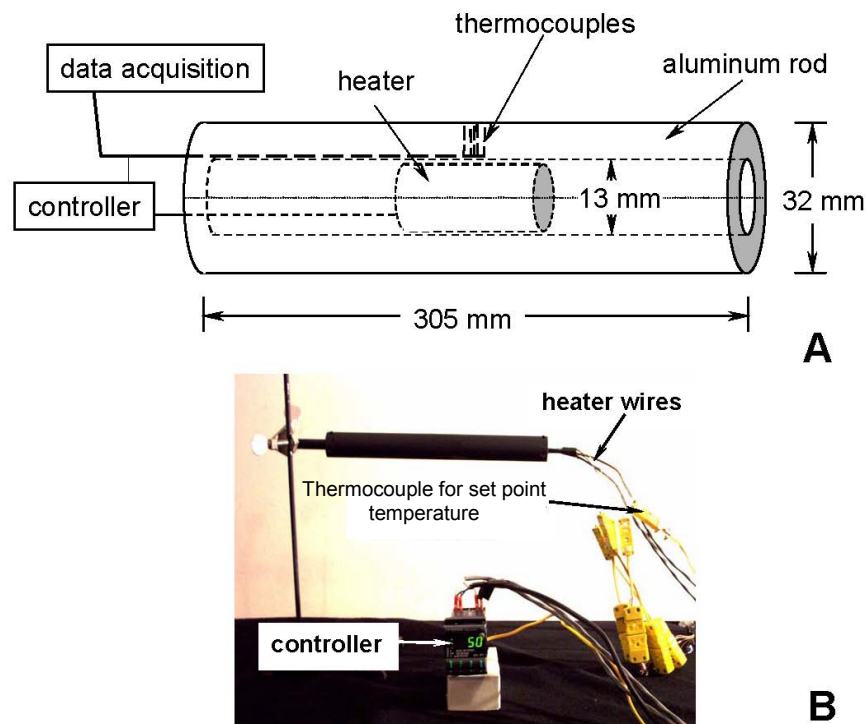 thermocouples
data acquisition
heater
aluminum rod
controller
13 mm
32 mm
305 mm
A
heater wires
Thermocouple for set point
temperature
controller
50
B